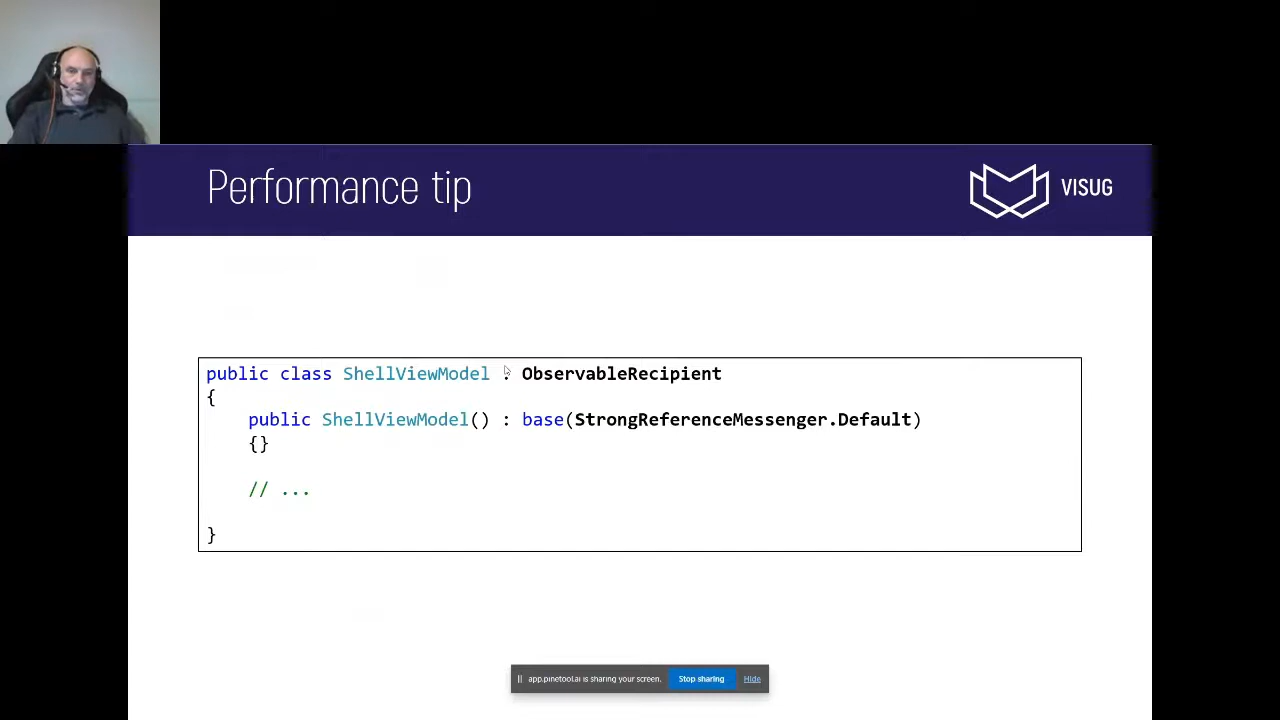 Performance tip
VISUG
public class ShellViewModel : ObservableRecipient
{
public ShellViewModel() : base(StrongReferenceMessenger.Default)
{}
// ...
}
app.pinetool.ai is sharing your screen.
Stop sharing
Hide